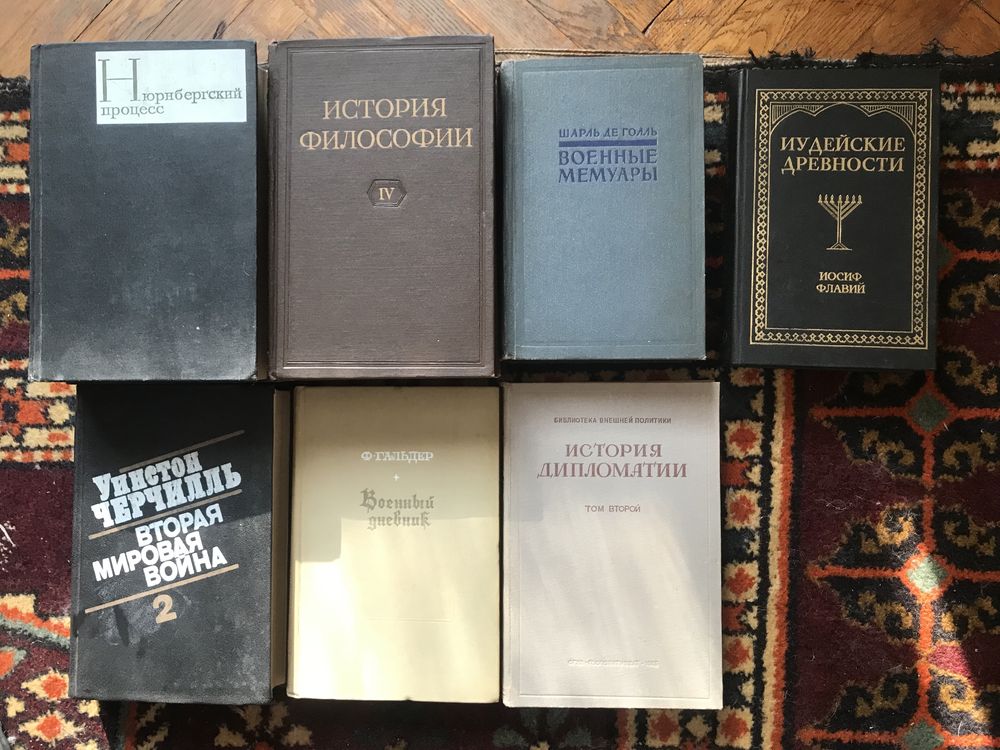 Нюрнбергский
процесс
ИСТОРИЯ
ФИЛОСОФИИ
IV
ШАРЛЬ ДЕ ГОЛЛЬ
ВОЕННЫЕ
МЕМУАРЫ
ИУДЕЙСКИЕ
ДРЕВНОСТИ
ИОСИФ
ФЛАВИЙ
Уинстон
ЧЕРЧИЛЛЬ
ВТОРАЯ
МИРОВАЯ
ВОЙНА
2
Ф·ГАЛЬДЕР
Военный
дневник
БИБЛИОТЕКА ВНЕШНЕЙ ПОЛИТИКИ
ИСТОРИЯ
ДИПЛОМАТИИ
ТОМ ВТОРОЙ